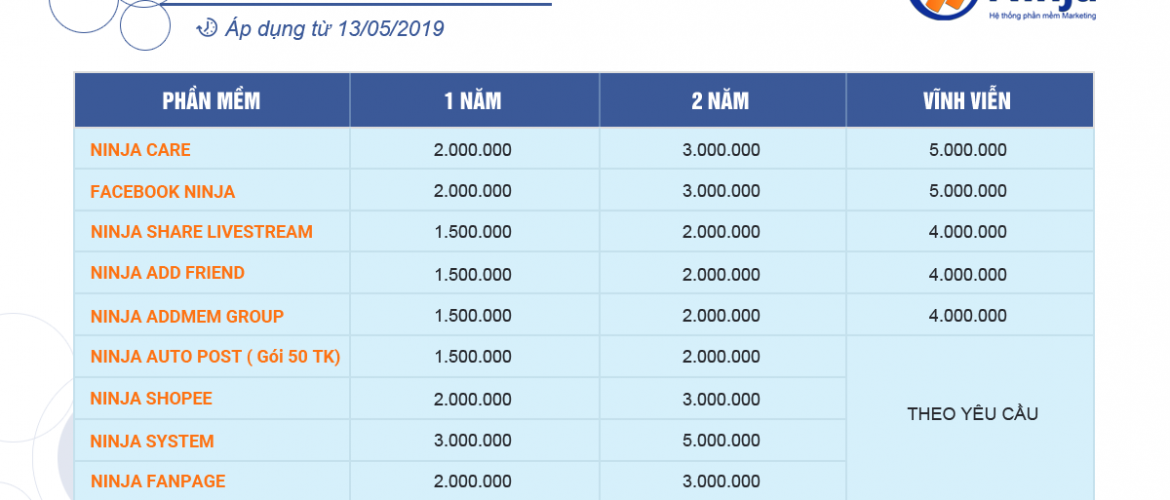 Áp dụng từ 13/05/2019
Hệ thống phần mềm Marketing
PHẦN MỀM 1 NĂM 2 NĂM VĨNH VIỄN
NINJA CARE 2.000.000 3.000.000 5.000.000
FACEBOOK NINJA 2.000.000 3.000.000 5.000.000
NINJA SHARE LIVESTREAM 1.500.000 2.000.000 4.000.000
NINJA ADD FRIEND 1.500.000 2.000.000 4.000.000
NINJA ADDMEM GROUP 1.500.000 2.000.000 4.000.000
NINJA AUTO POST ( Gói 50 TK) 1.500.000 2.000.000
NINJA SHOPEE 2.000.000 3.000.000
THEO YÊU CẦU
NINJA SYSTEM 3.000.000 5.000.000
NINJA FANPAGE 2.000.000 3.000.000